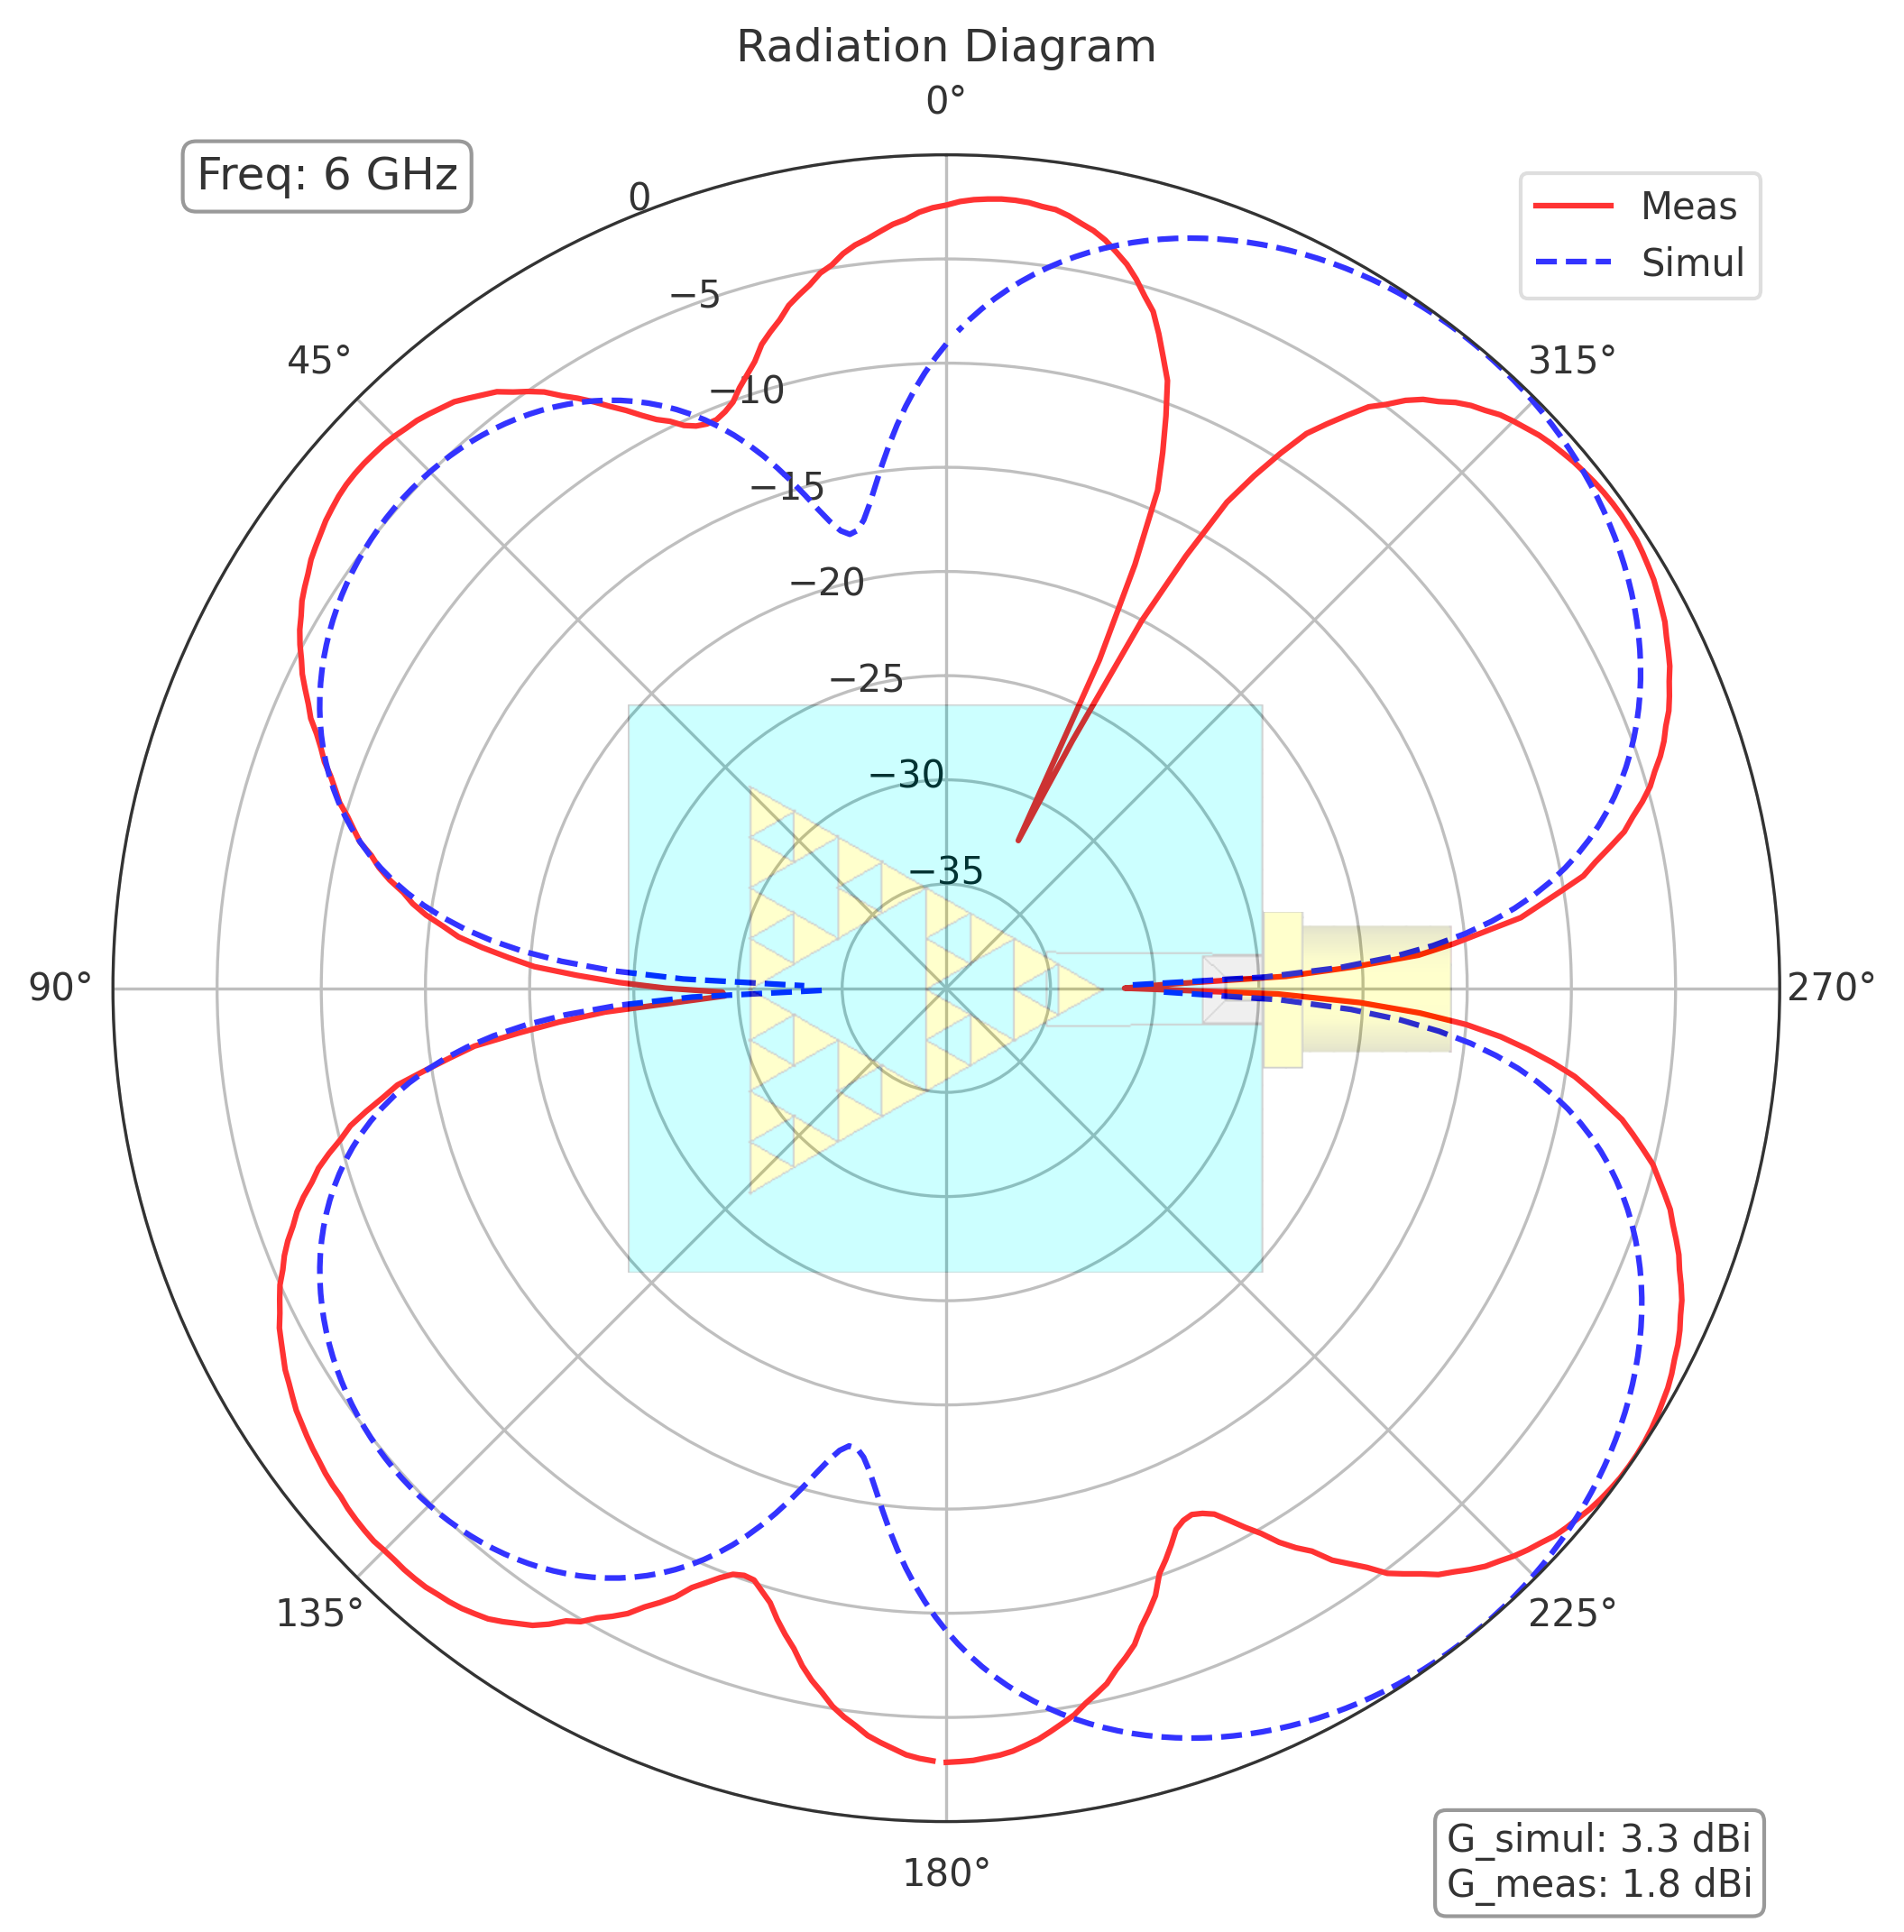 Radiation Diagram
0°
Freq: 6 GHz
Meas
Simul
0
−5
−10
−15
−20
−25
−30
−35
45°
315°
90°
270°
135°
225°
180°
G_simul: 3.3 dBi
G_meas: 1.8 dBi